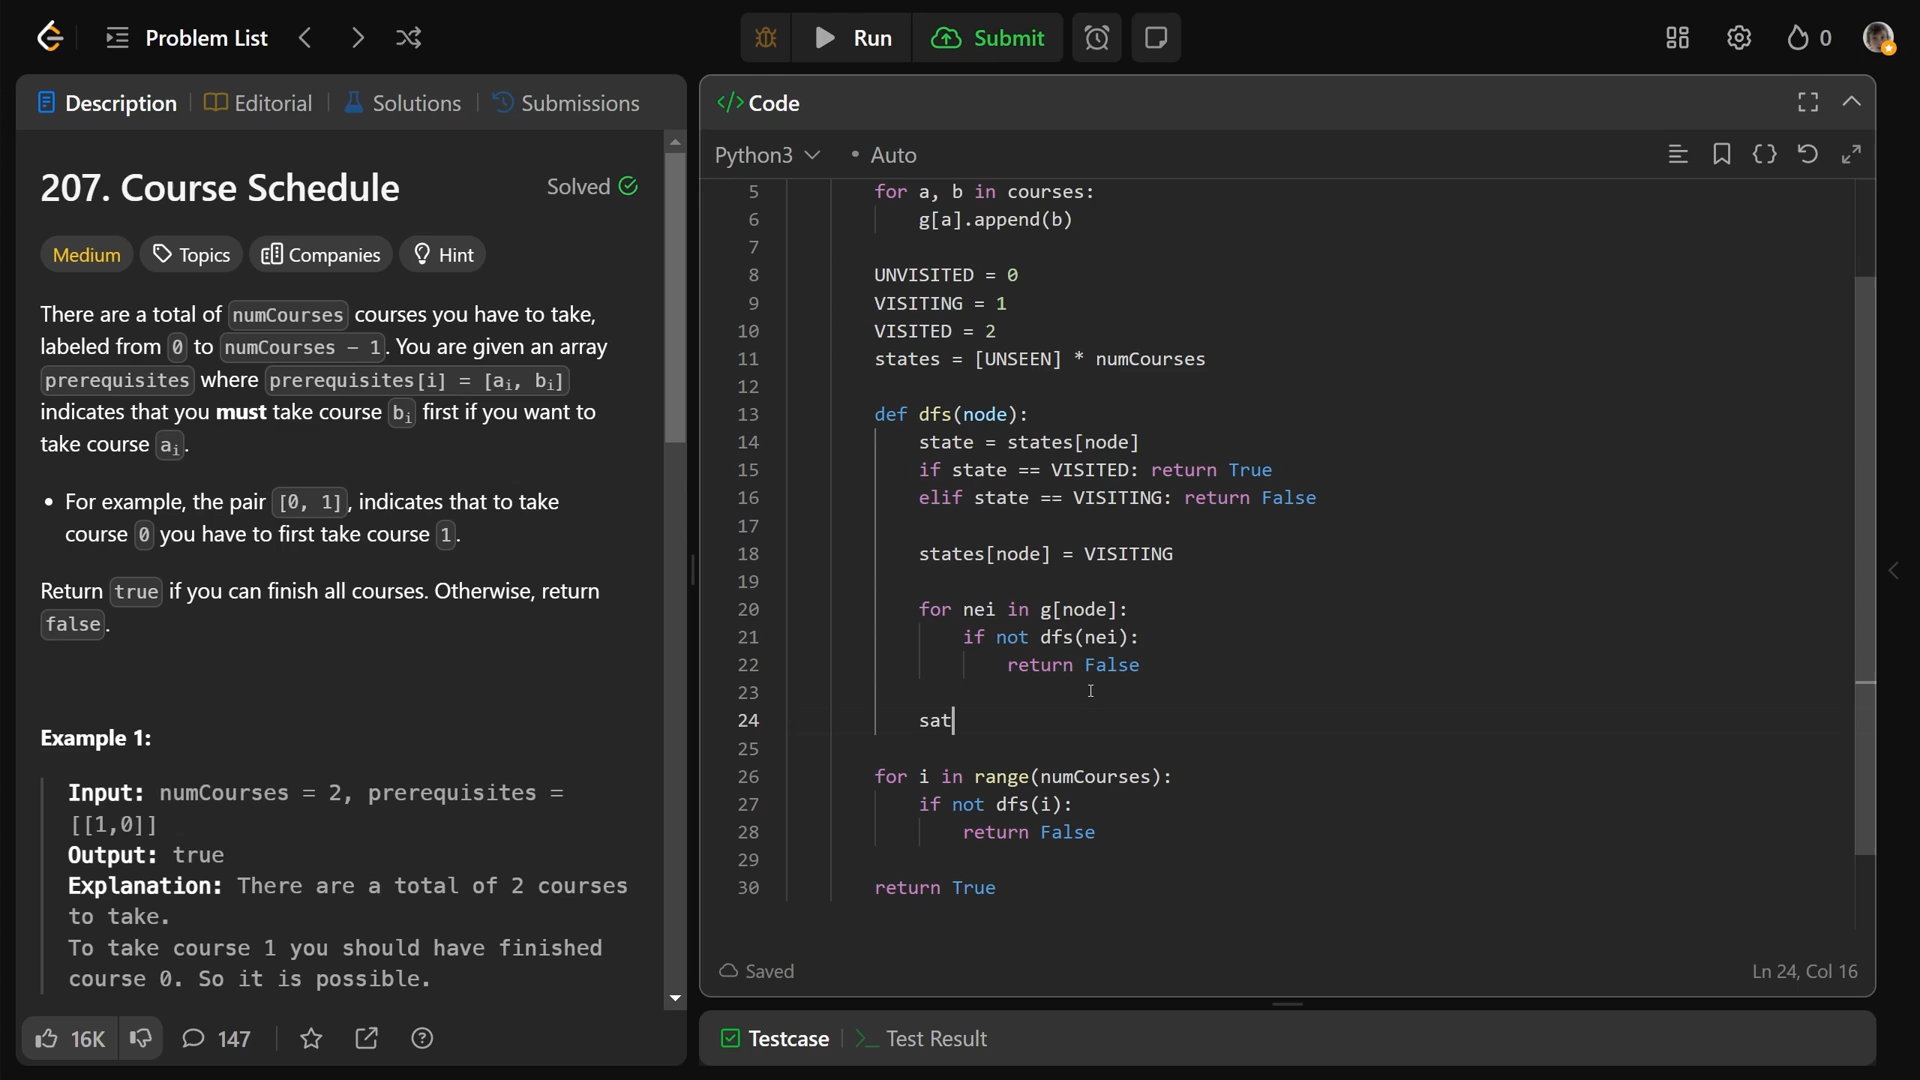 Problem List
Run
Submit
0
Description
Editorial
Solutions
Submissions
207. Course Schedule
Solved
Medium
Topics
Companies
Hint
There are a total of numCourses courses you have to take,
labeled from 0 to numCourses - 1. You are given an array
prerequisites where prerequisites[i] = [ai, bi]
indicates that you must take course bi first if you want to
take course ai.
• For example, the pair [0, 1], indicates that to take
course 0 you have to first take course 1.
Return true if you can finish all courses. Otherwise, return
false.
Example 1:
Input: numCourses = 2, prerequisites =
[[1,0]]
Output: true
Explanation: There are a total of 2 courses
to take.
To take course 1 you should have finished
course 0. So it is possible.
16K
147
</> Code
Python3 • Auto
5 for a, b in courses:
6 g[a].append(b)
7
8 UNVISITED = 0
9 VISITING = 1
10 VISITED = 2
11 states = [UNSEEN] * numCourses
12
13 def dfs(node):
14 state = states[node]
15 if state == VISITED: return True
16 elif state == VISITING: return False
17
18 states[node] = VISITING
19
20 for nei in g[node]:
21 if not dfs(nei):
22 return False
23
24 sat
25
26 for i in range(numCourses):
27 if not dfs(i):
28 return False
29
30 return True
Saved
Ln 24, Col 16
Testcase
Test Result